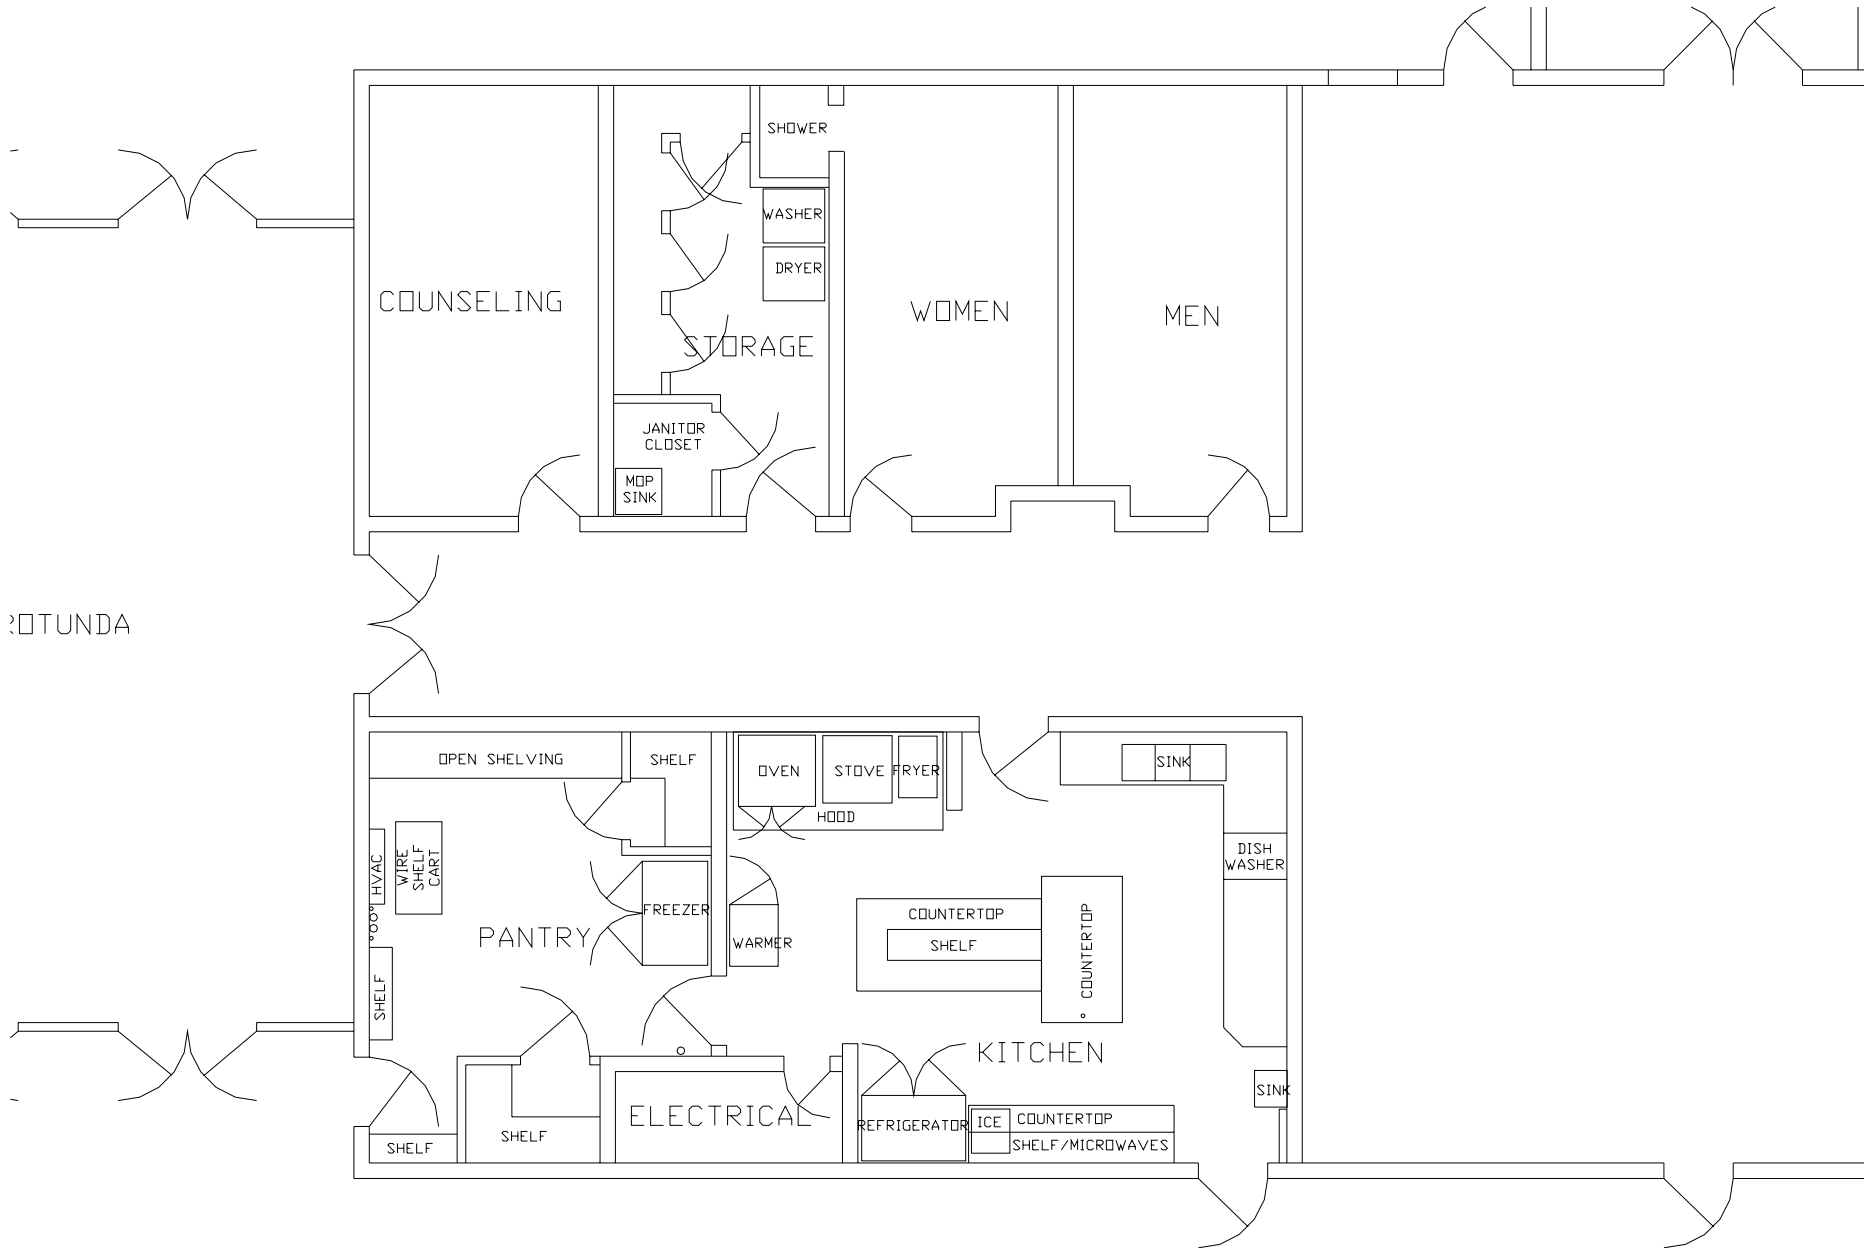 SHOWER
WASHER
DRYER
COUNSELING
STORAGE
WOMEN
MEN
JANITOR
CLOSET
MOP
SINK
ROTUNDA
OPEN SHELVING
SHELF
OVEN
STOVE
FRYER
HOOD
SINK
DISH
WASHER
HVAC
WIRE
SHELF
CART
FREEZER
PANTRY
WARMER
COUNTERTOP
SHELF
COUNTERTOP
SHELF
KITCHEN
SINK
ELECTRICAL
REFRIGERATOR
ICE
COUNTERTOP
SHELF/MICROWAVES
SHELF
SHELF